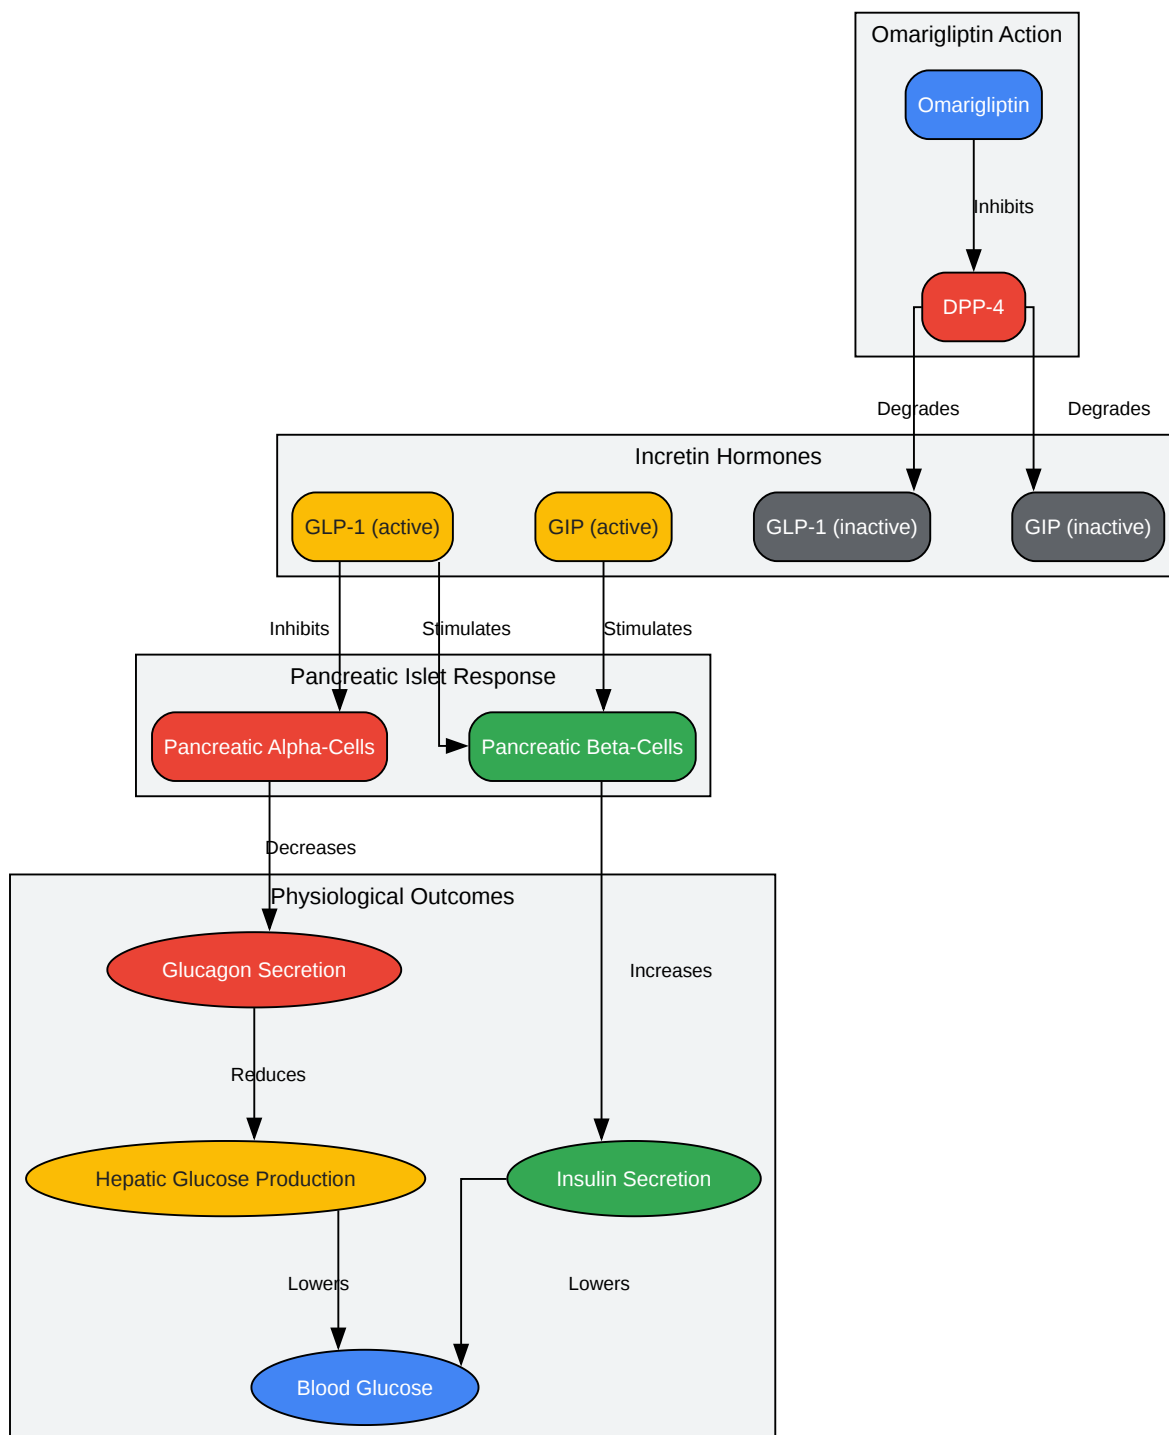 Omarigliptin Action
Omarigliptin
Inhibits
DPP-4
Degrades
Degrades
Incretin Hormones
GLP-1 (active)
GIP (active)
GLP-1 (inactive)
GIP (inactive)
Inhibits
Stimulates
Stimulates
Pancreatic Islet Response
Pancreatic Alpha-Cells
Pancreatic Beta-Cells
Decreases
Physiological Outcomes
Glucagon Secretion
Increases
Reduces
Hepatic Glucose Production
Insulin Secretion
Lowers
Lowers
Blood Glucose